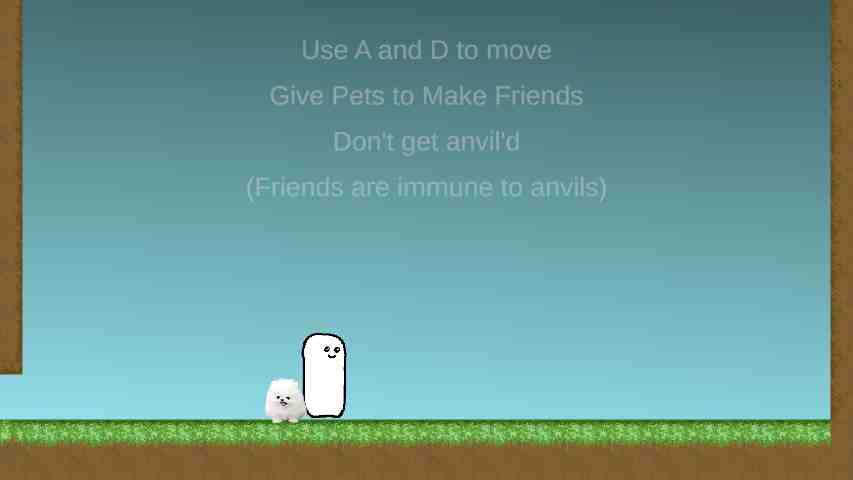 Use A and D to move
Give Pets to Make Friends
Don't get anvil'd
(Friends are immune to anvils)